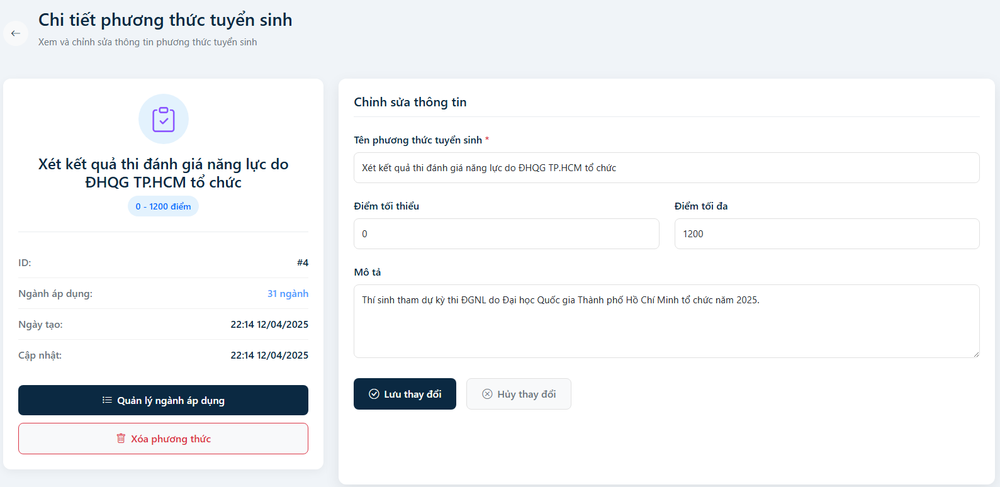 Chi tiết phương thức tuyển sinh
Xem và chỉnh sửa thông tin phương thức tuyển sinh
Xét kết quả thi đánh giá năng lực do
ĐHQG TP.HCM tổ chức
0 - 1200 điểm
ID: #4
Ngành áp dụng: 31 ngành
Ngày tạo: 22:14 12/04/2025
Cập nhật: 22:14 12/04/2025
Quản lý ngành áp dụng
Xóa phương thức
Chỉnh sửa thông tin
Tên phương thức tuyển sinh *
Xét kết quả thi đánh giá năng lực do ĐHQG TP.HCM tổ chức
Điểm tối thiểu Điểm tối đa
0 1200
Mô tả
Thí sinh tham dự kỳ thi ĐGNL do Đại học Quốc gia Thành phố Hồ Chí Minh tổ chức năm 2025.
Lưu thay đổi Hủy thay đổi